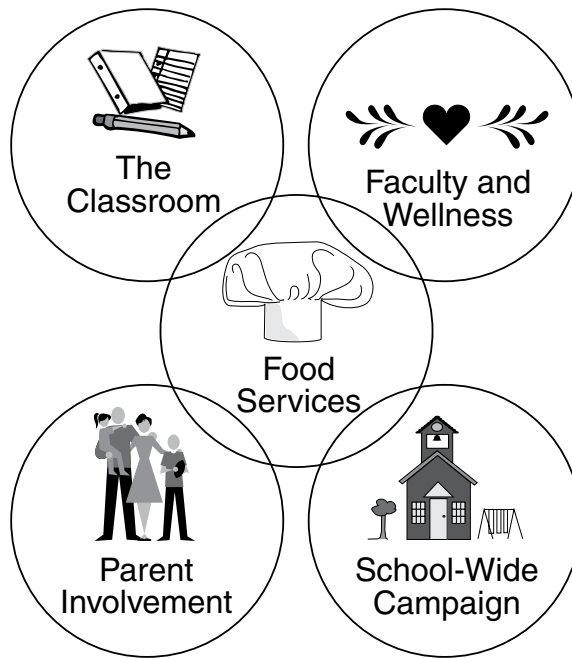 The
Classroom
Faculty and
Wellness
Food
Services
Parent
Involvement
School-Wide
Campaign